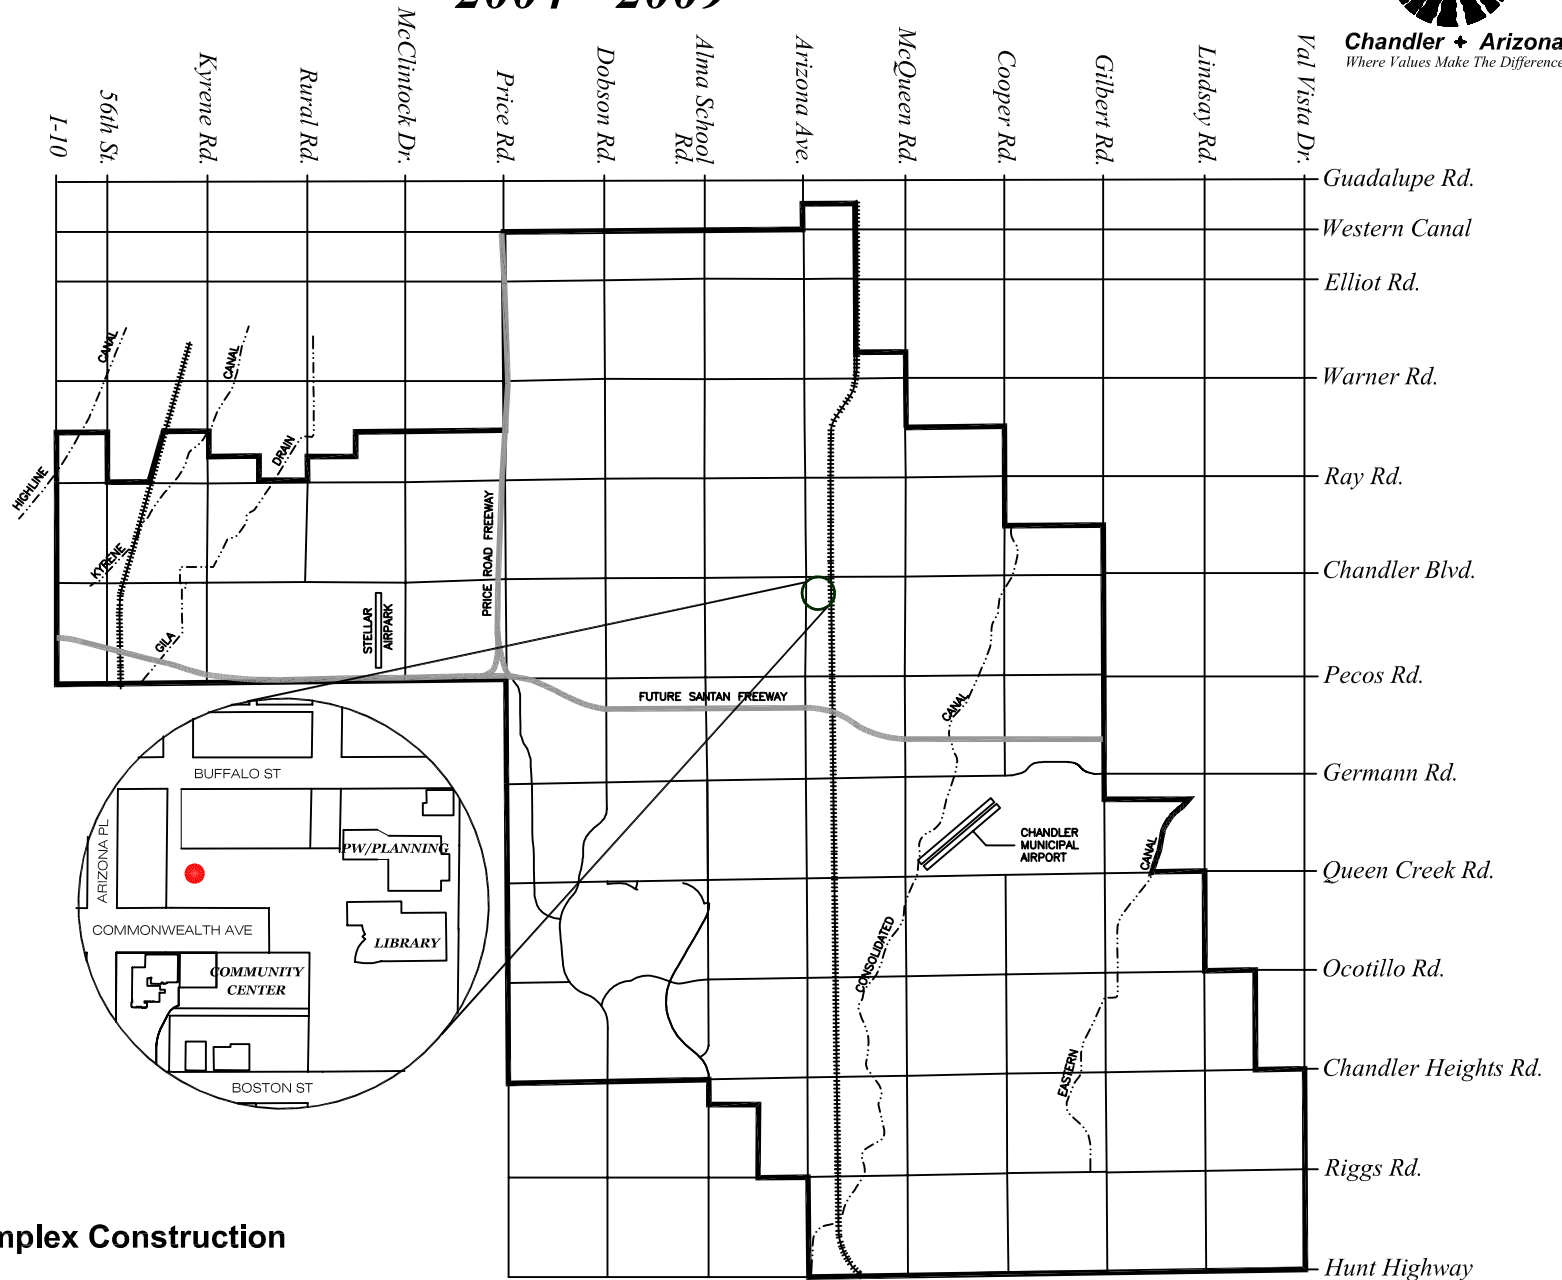 2004 - 2009
Chandler ✦ Arizona
Where Values Make The Difference
I-10
56th St.
Kyrene Rd.
Rural Rd.
McClintock Dr.
Price Rd.
Dobson Rd.
Alma School
Rd.
Arizona Ave.
McQueen Rd.
Cooper Rd.
Gilbert Rd.
Lindsay Rd.
Val Vista Dr.
Guadalupe Rd.
Western Canal
Elliot Rd.
Warner Rd.
Ray Rd.
Chandler Blvd.
Pecos Rd.
Germann Rd.
Queen Creek Rd.
Ocotillo Rd.
Chandler Heights Rd.
Riggs Rd.
Hunt Highway
HIGHLINE
CANAL
KYRENE
CANAL
GILA
DRAIN
STELLAR
AIRPARK
PRICE ROAD FREEWAY
FUTURE SANTAN FREEWAY
CONSOLIDATED
CANAL
CHANDLER
MUNICIPAL
AIRPORT
EASTERN
CANAL
BUFFALO ST
ARIZONA PL
PW/PLANNING
COMMONWEALTH AVE
LIBRARY
COMMUNITY
CENTER
BOSTON ST
mplex Construction